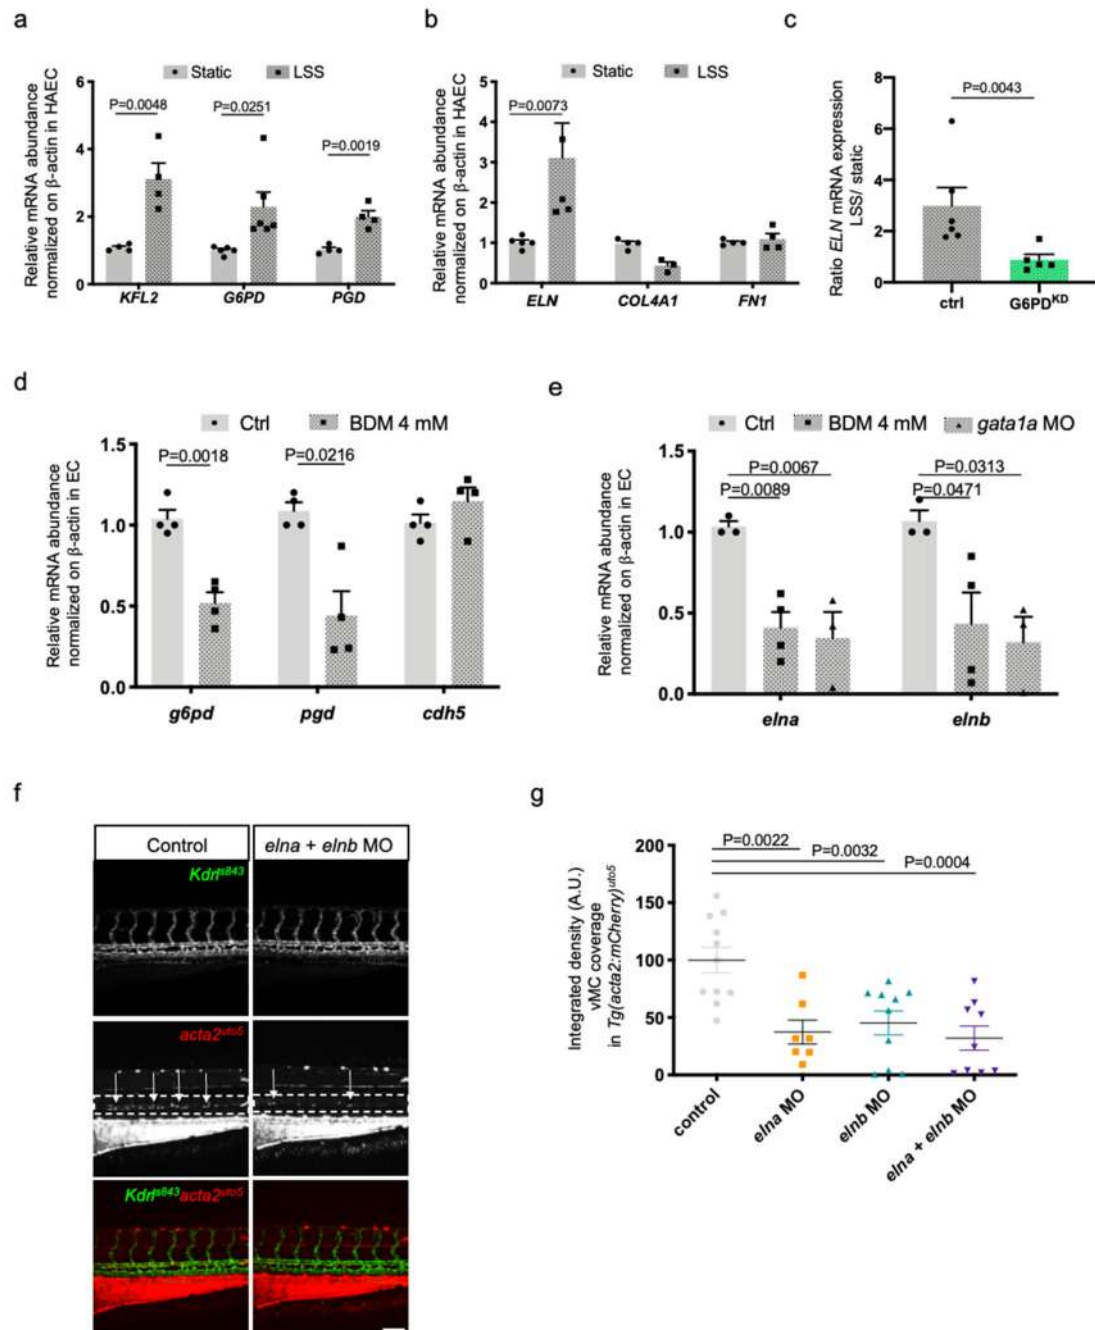 a
Static LSS
Relative mRNA abundance
normalized on β-actin in HAEC
6
4
2
0
P=0.0048
P=0.0251
P=0.0019
KFL2 G6PD PGD
b
Static LSS
Relative mRNA abundance
normalized on β-actin in HAEC
5
4
3
2
1
0
P=0.0073
ELN COL4A1 FN1
c
Ratio ELN mRNA expression
LSS/ static
8
6
4
2
0
P=0.0043
ctrl G6PDᴷᴰ
d
Ctrl BDM 4 mM
Relative mRNA abundance
normalized on β-actin in EC
1.5
1.0
0.5
0.0
P=0.0018
P=0.0216
g6pd pgd cdh5
e
Ctrl BDM 4 mM gata1a MO
Relative mRNA abundance
normalized on β-actin in EC
1.5
1.0
0.5
0.0
P=0.0067
P=0.0089
P=0.0313
P=0.0471
elna elnb
f
Control elna + elnb MO
Kdrlˢ⁸⁴³
acta2ᵘᵗᵒ⁵
Kdrlˢ⁸⁴³acta2ᵘᵗᵒ⁵
g
Integrated density (A.U.)
vMC coverage
in Tg(acta2:mCherry)ᵘᵗᵒ⁵
200
150
100
50
0
P=0.0022
P=0.0032
P=0.0004
control
elna MO
elnb MO
elna + elnb MO